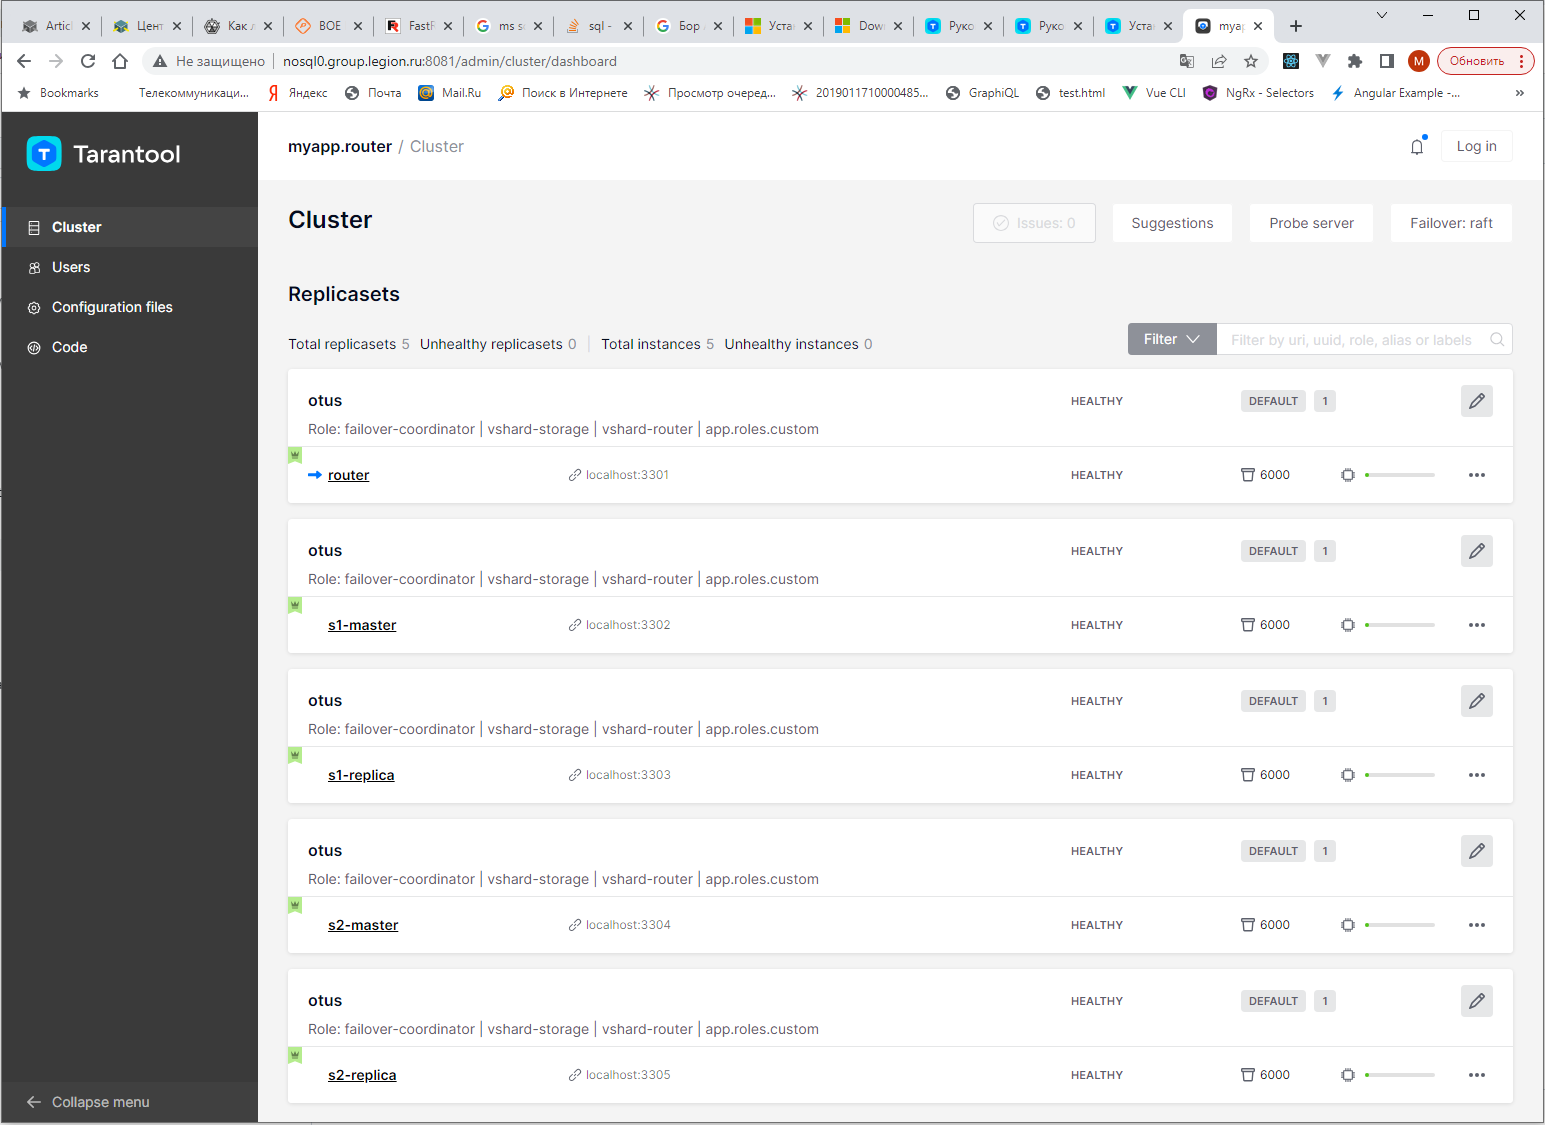 Articl
Цент
Как л
ВОЕ
FastF
ms so
sql -
Бор
Уста
Dow
Руко
Руко
Уста
myap
Не защищено
nosql0.group.legion.ru:8081/admin/cluster/dashboard
M
Обновить
Bookmarks
Телекоммуникаци...
Яндекс
Почта
Mail.Ru
Поиск в Интернете
Просмотр очеред...
2019011710000485...
GraphiQL
test.html
Vue CLI
NgRx - Selectors
Angular Example -...
»
Tarantool
myapp.router / Cluster
Log in
Cluster
Users
Configuration files
Code
Collapse menu
Cluster
Issues: 0
Suggestions
Probe server
Failover: raft
Replicasets
Total replicasets 5 Unhealthy replicasets 0 | Total instances 5 Unhealthy instances 0
Filter
Filter by uri, uuid, role, alias or labels
otus HEALTHY DEFAULT 1
Role: failover-coordinator | vshard-storage | vshard-router | app.roles.custom
router localhost:3301 HEALTHY 6000
otus HEALTHY DEFAULT 1
Role: failover-coordinator | vshard-storage | vshard-router | app.roles.custom
s1-master localhost:3302 HEALTHY 6000
otus HEALTHY DEFAULT 1
Role: failover-coordinator | vshard-storage | vshard-router | app.roles.custom
s1-replica localhost:3303 HEALTHY 6000
otus HEALTHY DEFAULT 1
Role: failover-coordinator | vshard-storage | vshard-router | app.roles.custom
s2-master localhost:3304 HEALTHY 6000
otus HEALTHY DEFAULT 1
Role: failover-coordinator | vshard-storage | vshard-router | app.roles.custom
s2-replica localhost:3305 HEALTHY 6000